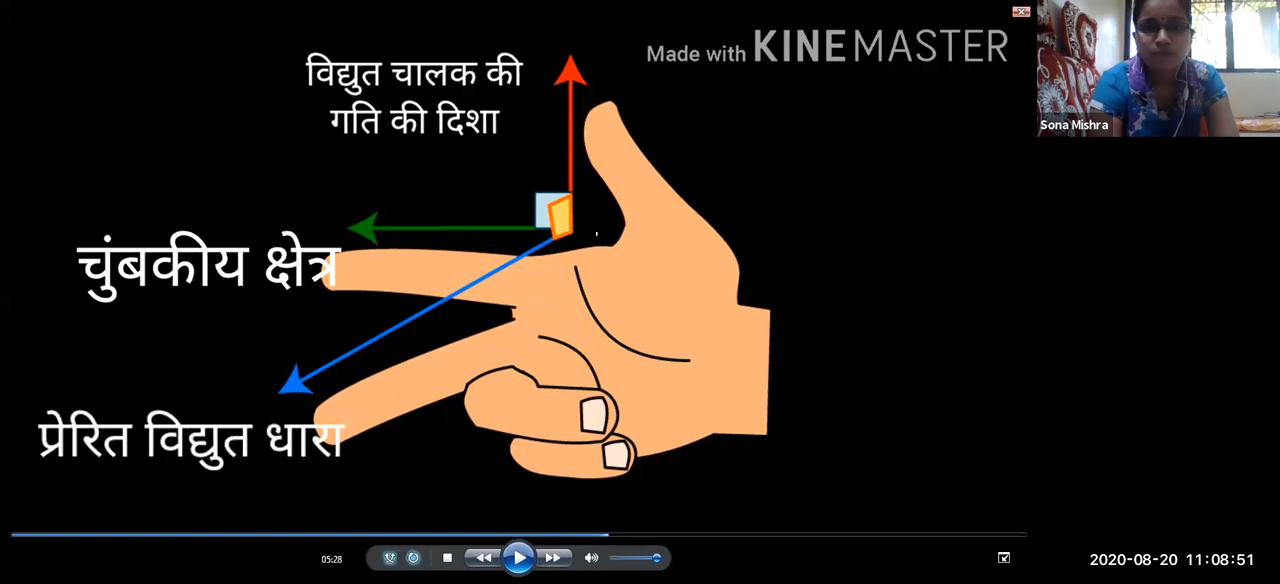 विद्युत चालक की
गति की दिशा
Made with KINEMASTER
Sona Mishra
चुंबकीय क्षेत्र
प्रेरित विद्युत धारा
05:28
2020-08-20 11:08:51